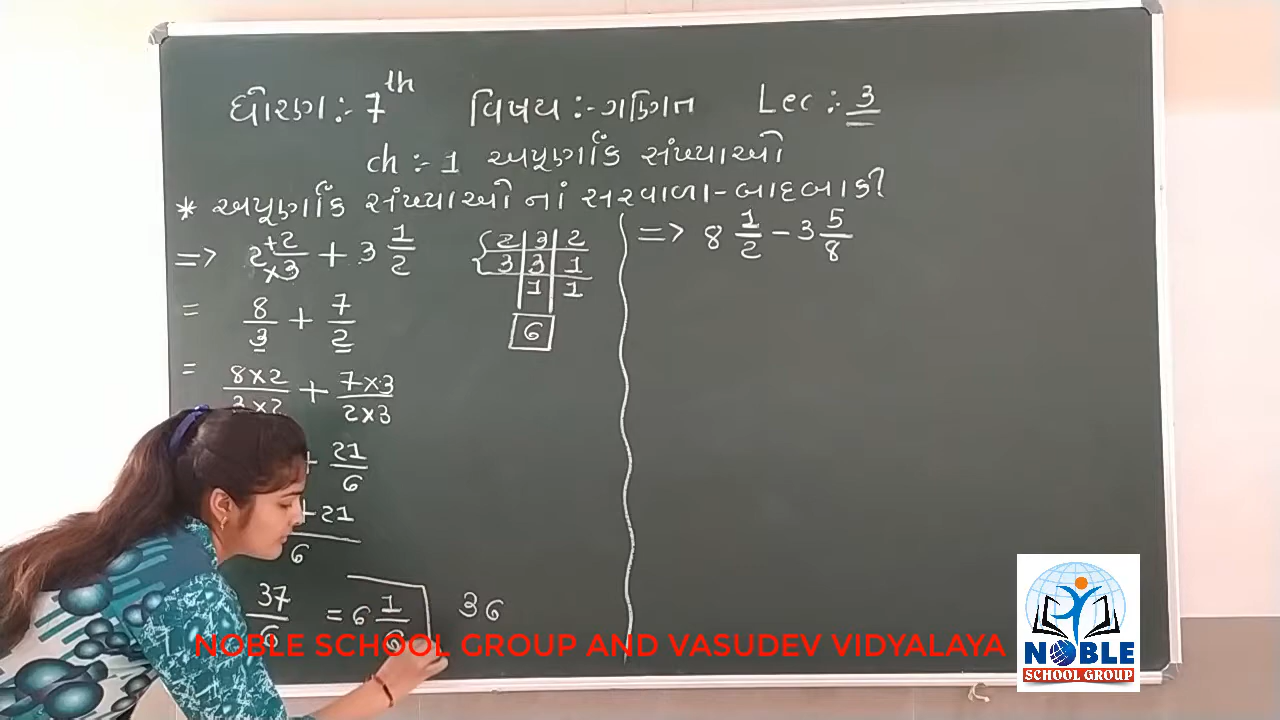 ધોરણ :- 7th વિષય :- ગણિત Lec :- 3
ch :- 1 અપૂર્ણાંક સંખ્યાઓ
* અપૂર્ણાંક સંખ્યાઓ નાં સરવાળા - બાદબાકી
=> 2 +2/×3 + 3 1/2
= 8/3 + 7/2
= 8×2/3×2 + 7×3/2×3
+ 21/6
+21/6
37/6 = 6 1/6
36
2 | 3 | 2
3 | 3 | 1
1 | 1
6
=> 8 1/2 - 3 5/8
NOBLE SCHOOL GROUP AND VASUDEV VIDYALAYA
NOBLE
SCHOOL GROUP